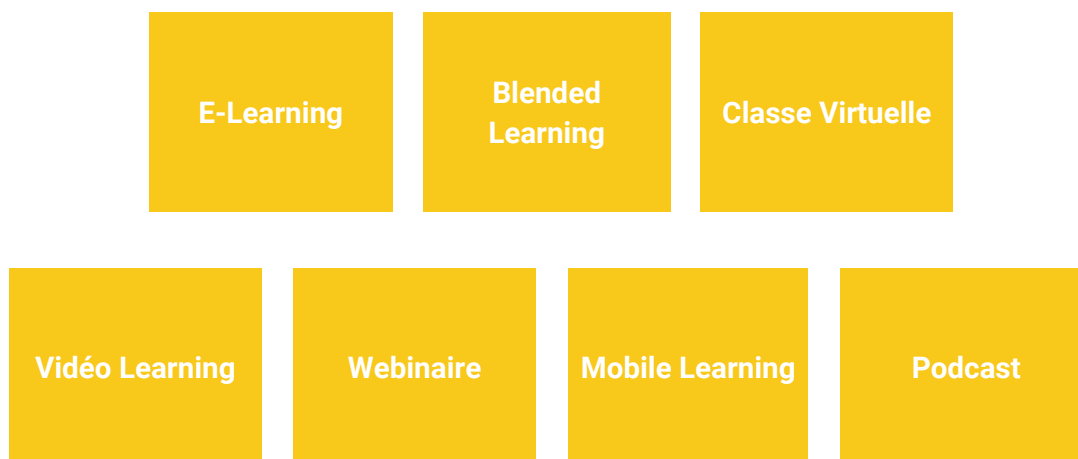 E-Learning
Blended
Learning
Classe Virtuelle
Vidéo Learning
Webinaire
Mobile Learning
Podcast